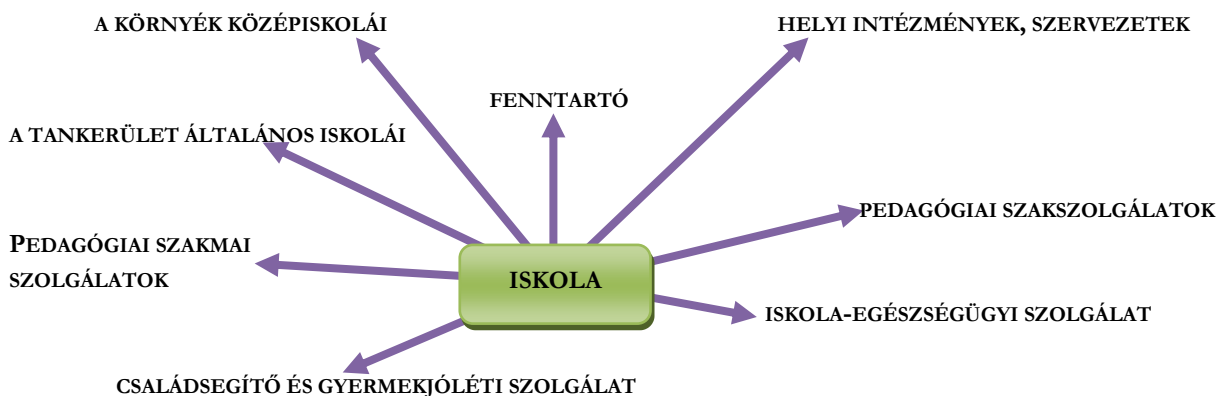 A KÖRNYÉK KÖZÉPISKOLÁI
HELYI INTÉZMÉNYEK, SZERVEZETEK
FENNTARTÓ
A TANKERÜLET ÁLTALÁNOS ISKOLÁI
PEDAGÓGIAI SZAKSZOLGÁLATOK
PEDAGÓGIAI SZAKMAI
SZOLGÁLATOK
ISKOLA
ISKOLA-EGÉSZSÉGÜGYI SZOLGÁLAT
CSALÁDSEGÍTŐ ÉS GYERMEKJÓLÉTI SZOLGÁLAT